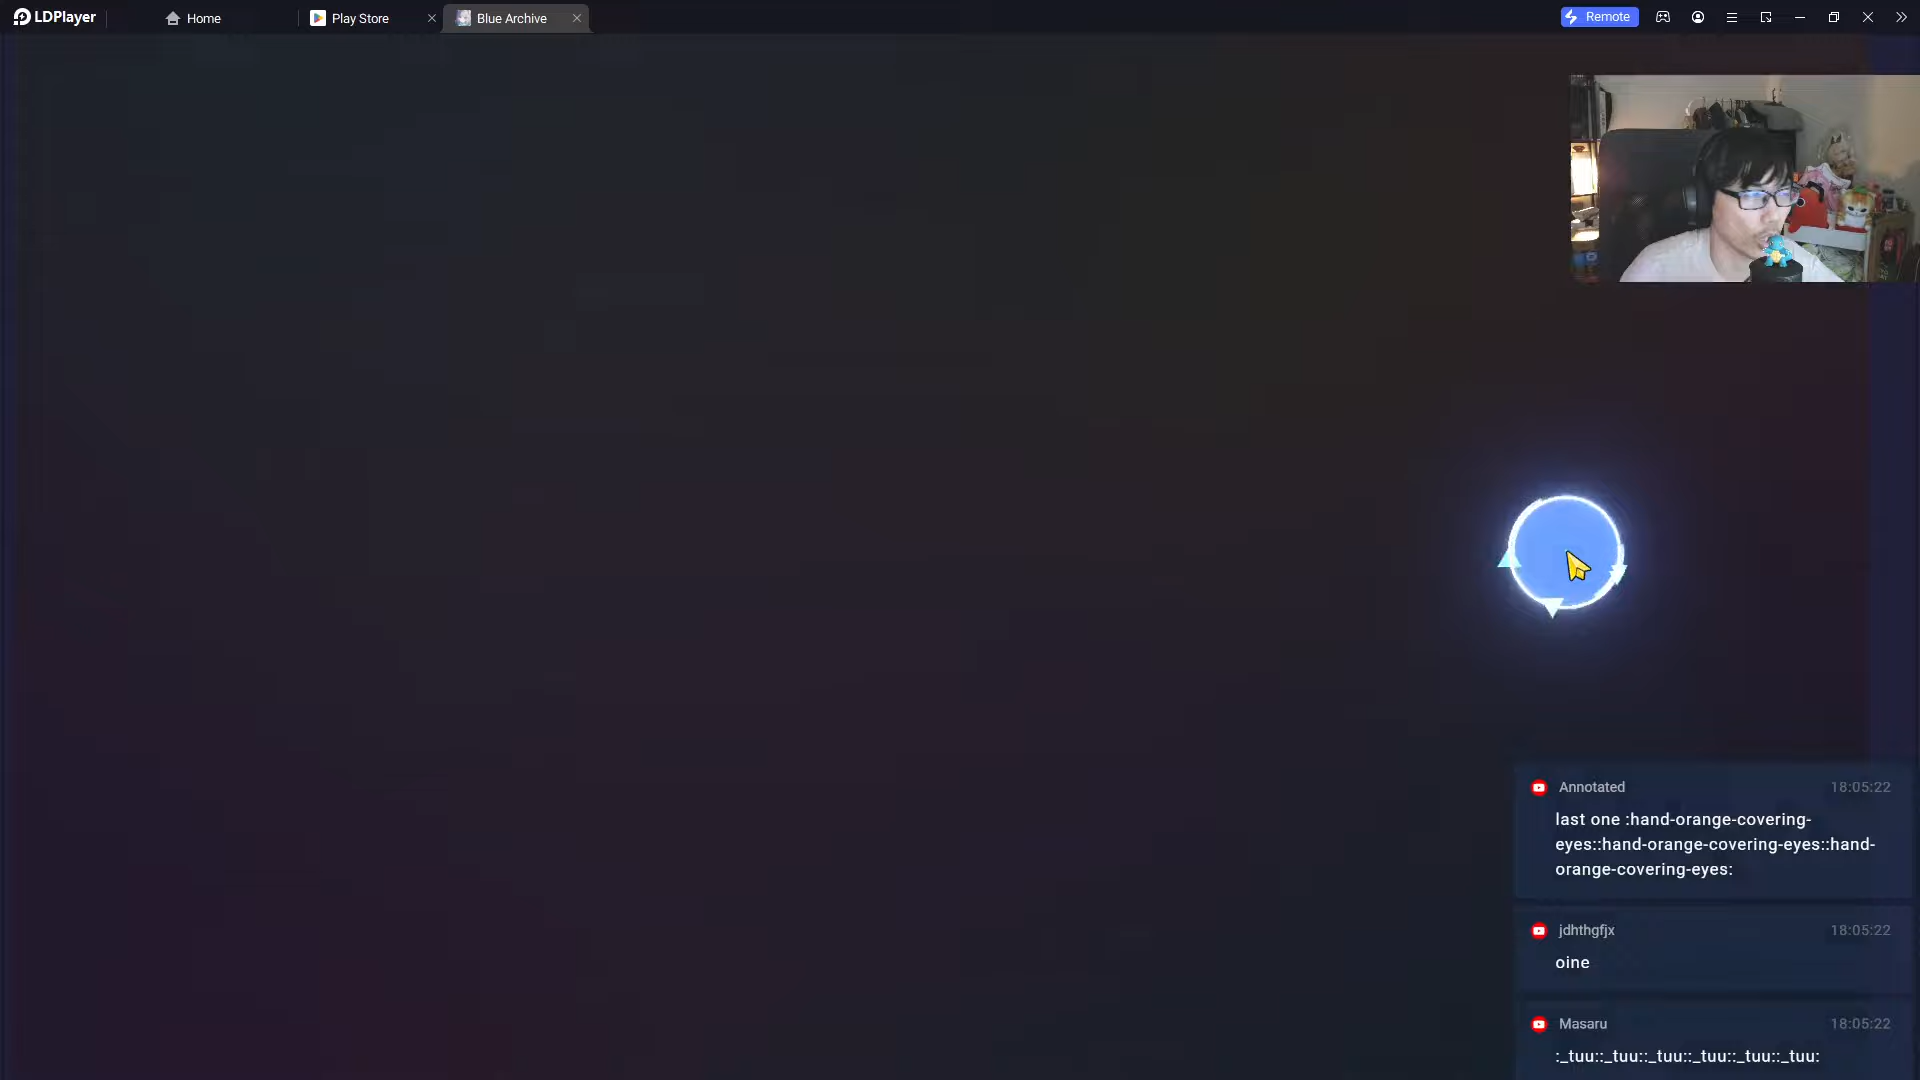 LDPlayer
Home
Play Store
Blue Archive
Remote
Annotated
18:05:22
last one :hand-orange-covering-
eyes::hand-orange-covering-eyes::hand-
orange-covering-eyes:
jdhthgfjx
18:05:22
oine
Masaru
18:05:22
:_tuu::_tuu::_tuu::_tuu::_tuu::_tuu: